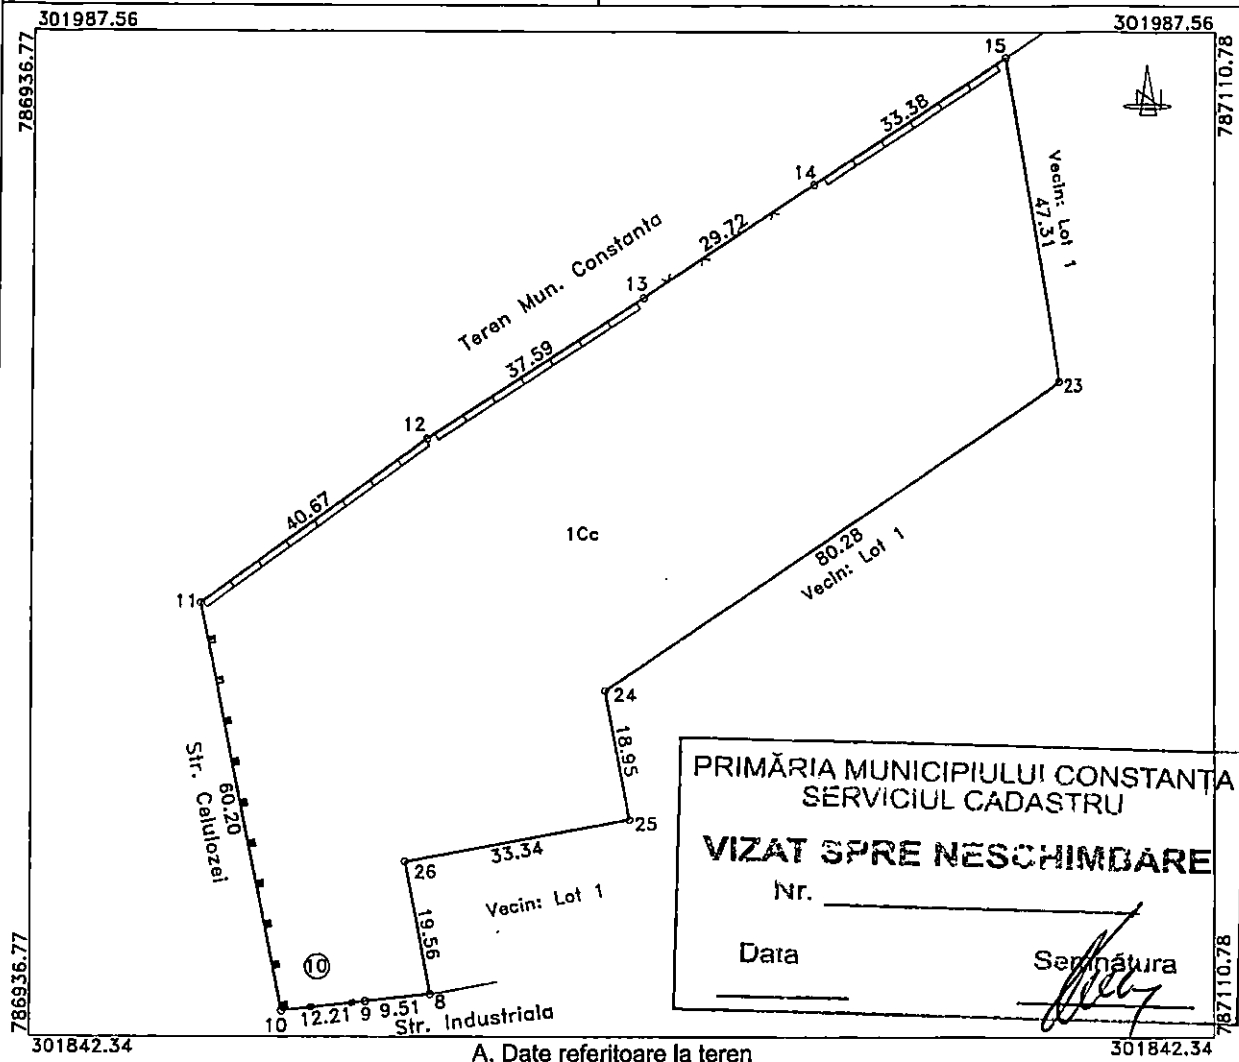 301987.56
301987.56
786936.77
787110.78
15
33.38
14
Vecin: Lot 1
47.31
29.72
Teren Mun. Constanta
13
37.59
23
12
40.67
1Cc
80.28
Vecin: Lot 1
11
24
18.95
Str. Celulozei
60.20
25
33.34
26
Vecin: Lot 1
19.56
10
8
10
12.21
9
9.51
Str. Industriala
PRIMĂRIA MUNICIPIULUI CONSTANȚA
SERVICIUL CADASTRU
VIZAT SPRE NESCHIMBARE
Nr.
Data
Semnătura
786936.77
787110.78
301842.34
301842.34
A. Date referitoare la teren